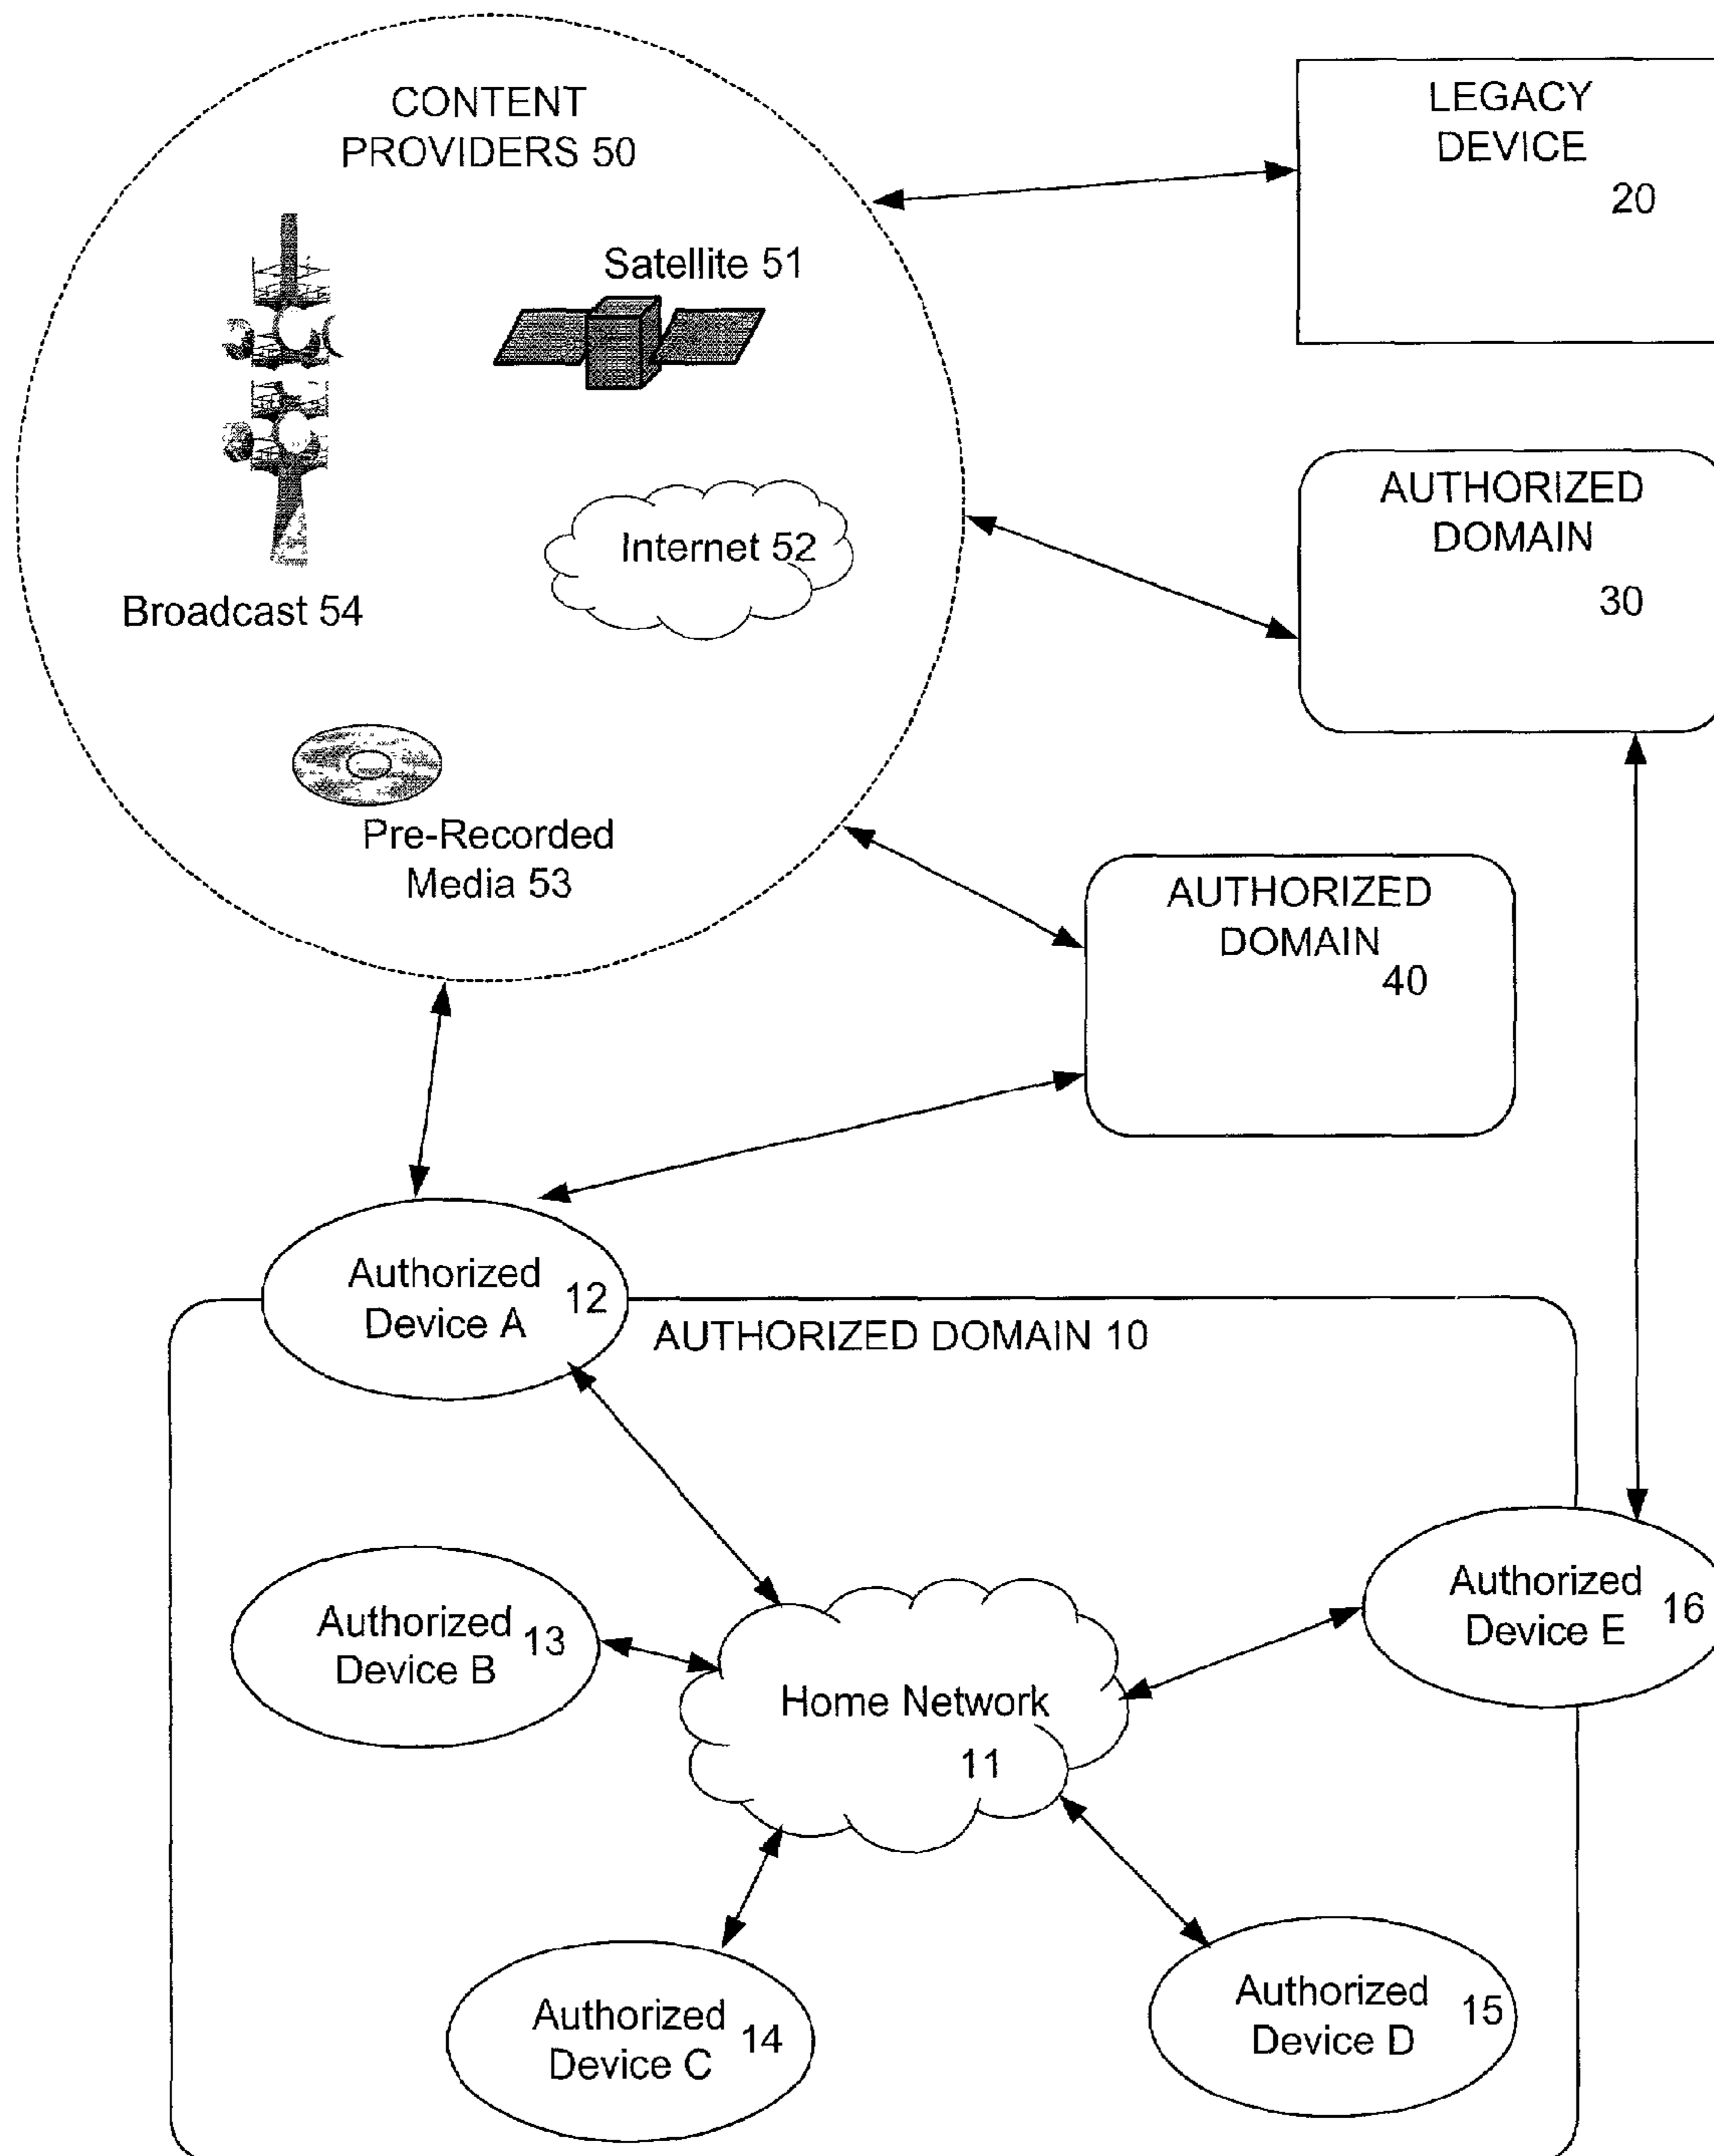 CONTENT
PROVIDERS 50
LEGACY
DEVICE
20
Satellite 51
Internet 52
Broadcast 54
AUTHORIZED
DOMAIN
30
Pre-Recorded
Media 53
AUTHORIZED
DOMAIN
40
Authorized
Device A
12
AUTHORIZED DOMAIN 10
Authorized
Device B
13
Authorized
Device E
16
Home Network
11
Authorized
Device C
14
Authorized
Device D
15